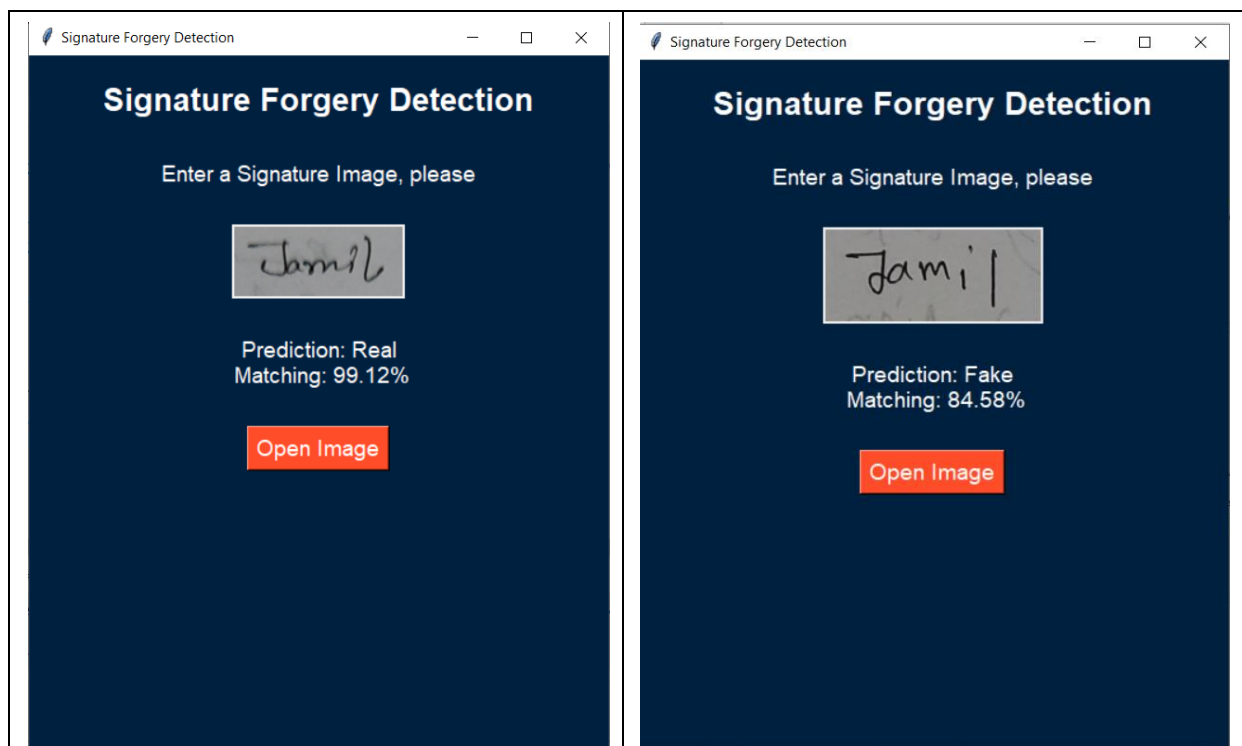 Signature Forgery Detection
Signature Forgery Detection
Enter a Signature Image, please
Jamil
Prediction: Real
Matching: 99.12%
Open Image
Signature Forgery Detection
Signature Forgery Detection
Enter a Signature Image, please
Jamil
Prediction: Fake
Matching: 84.58%
Open Image